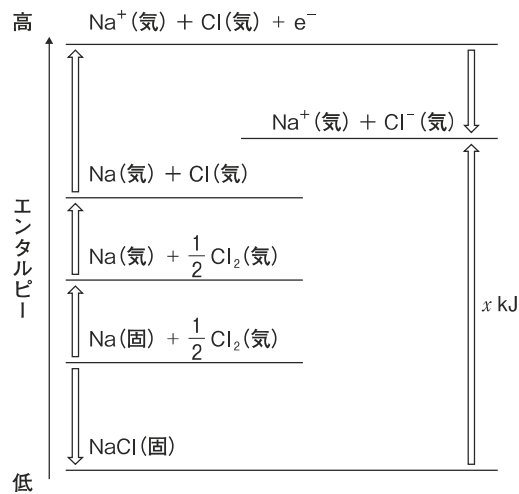 高
Na⁺(気) + Cl(気) + e⁻
Na⁺(気) + Cl⁻(気)
Na(気) + Cl(気)
エンタルピー
Na(気) + 1/2 Cl₂(気)
x kJ
Na(固) + 1/2 Cl₂(気)
NaCl(固)
低